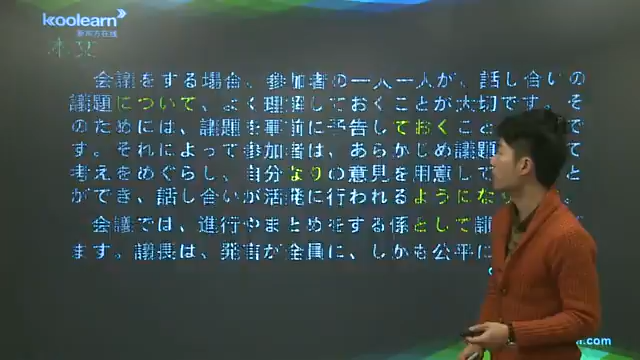 koolearn
新东方在线
本文
会議をする場合、参加者の一人一人が、話し合いの
議題について、よく理解しておくことが大切です。そ
のためには、議題を事前に予告しておくこと
す。それによって参加者は、あらかじめ議題 て
考えをめぐらし、自分なりの意見を用意して と
ができ、話し合いが活発に行われるようにな 。
会議では、進行やまとめをする係として
ます。議長は、発言が全員に、しかも公平に
.com